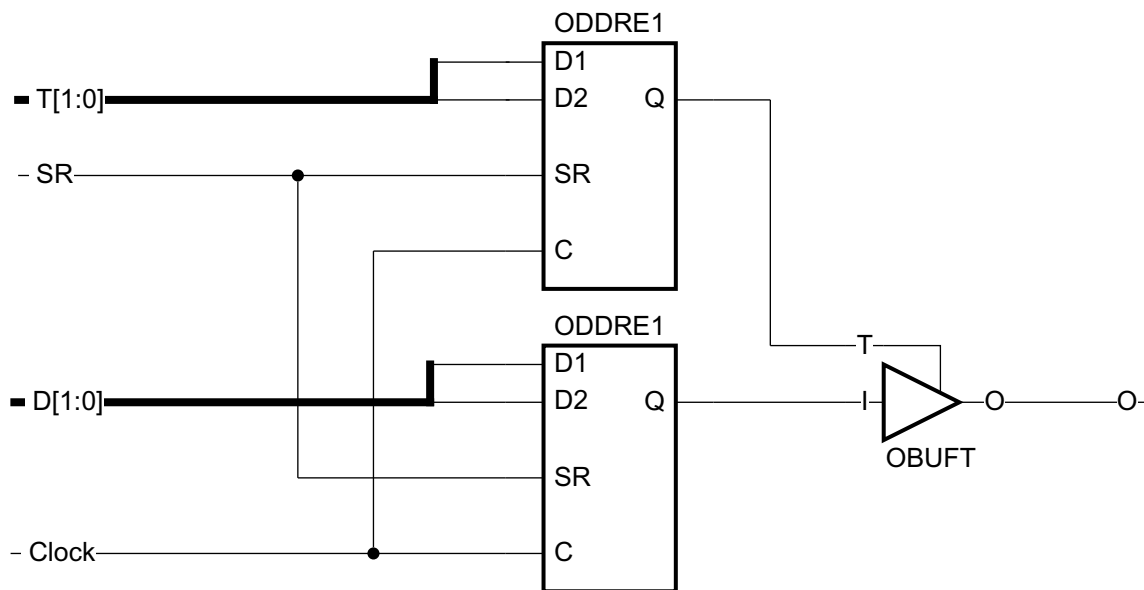 ODDRE1
D1
T[1:0]
D2
Q
SR
SR
C
ODDRE1
D1
T
D[1:0]
D2
Q
I
O
O
OBUFT
SR
Clock
C